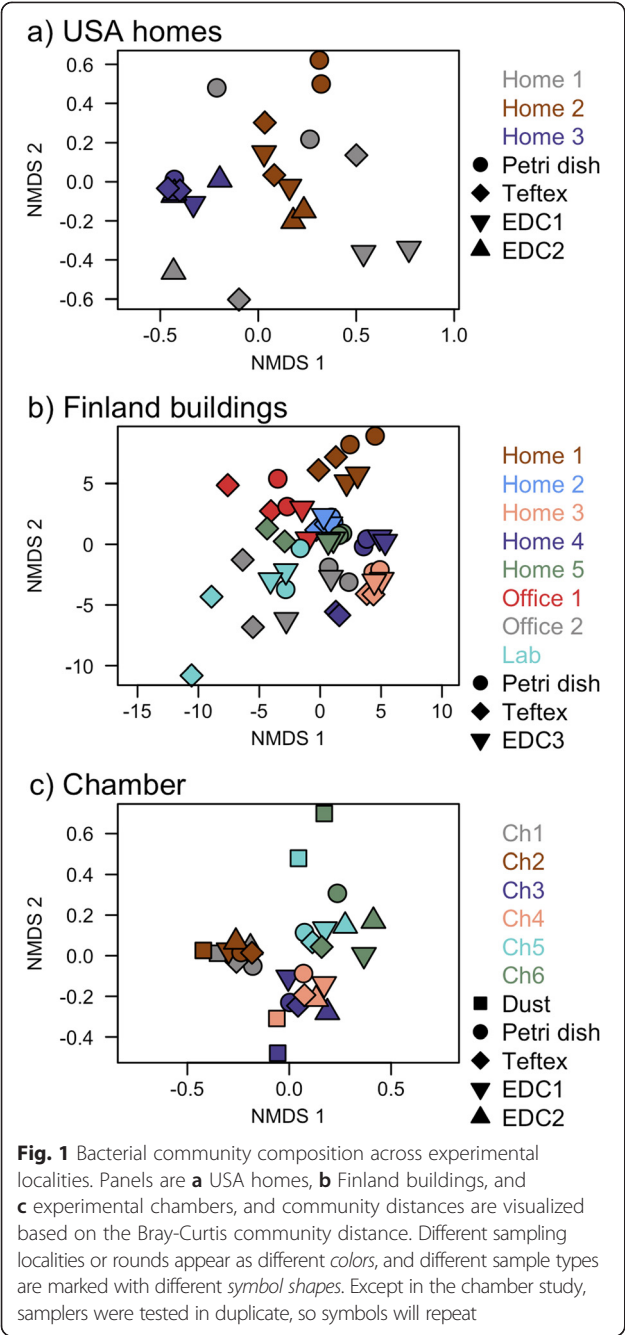 a) USA homes
0.6
0.4
0.2
0.0
-0.2
-0.4
-0.6
NMDS 2
-0.5
0.0
0.5
1.0
NMDS 1
Home 1
Home 2
Home 3
Petri dish
Teftex
EDC1
EDC2
b) Finland buildings
5
0
-5
-10
NMDS 2
-15
-10
-5
0
5
10
NMDS 1
Home 1
Home 2
Home 3
Home 4
Home 5
Office 1
Office 2
Lab
Petri dish
Teftex
EDC3
c) Chamber
0.6
0.4
0.2
0.0
-0.2
-0.4
NMDS 2
-0.5
0.0
0.5
NMDS 1
Ch1
Ch2
Ch3
Ch4
Ch5
Ch6
Dust
Petri dish
Teftex
EDC1
EDC2
Fig. 1 Bacterial community composition across experimental
localities. Panels are a USA homes, b Finland buildings, and
c experimental chambers, and community distances are visualized
based on the Bray-Curtis community distance. Different sampling
localities or rounds appear as different colors, and different sample types
are marked with different symbol shapes. Except in the chamber study,
samplers were tested in duplicate, so symbols will repeat